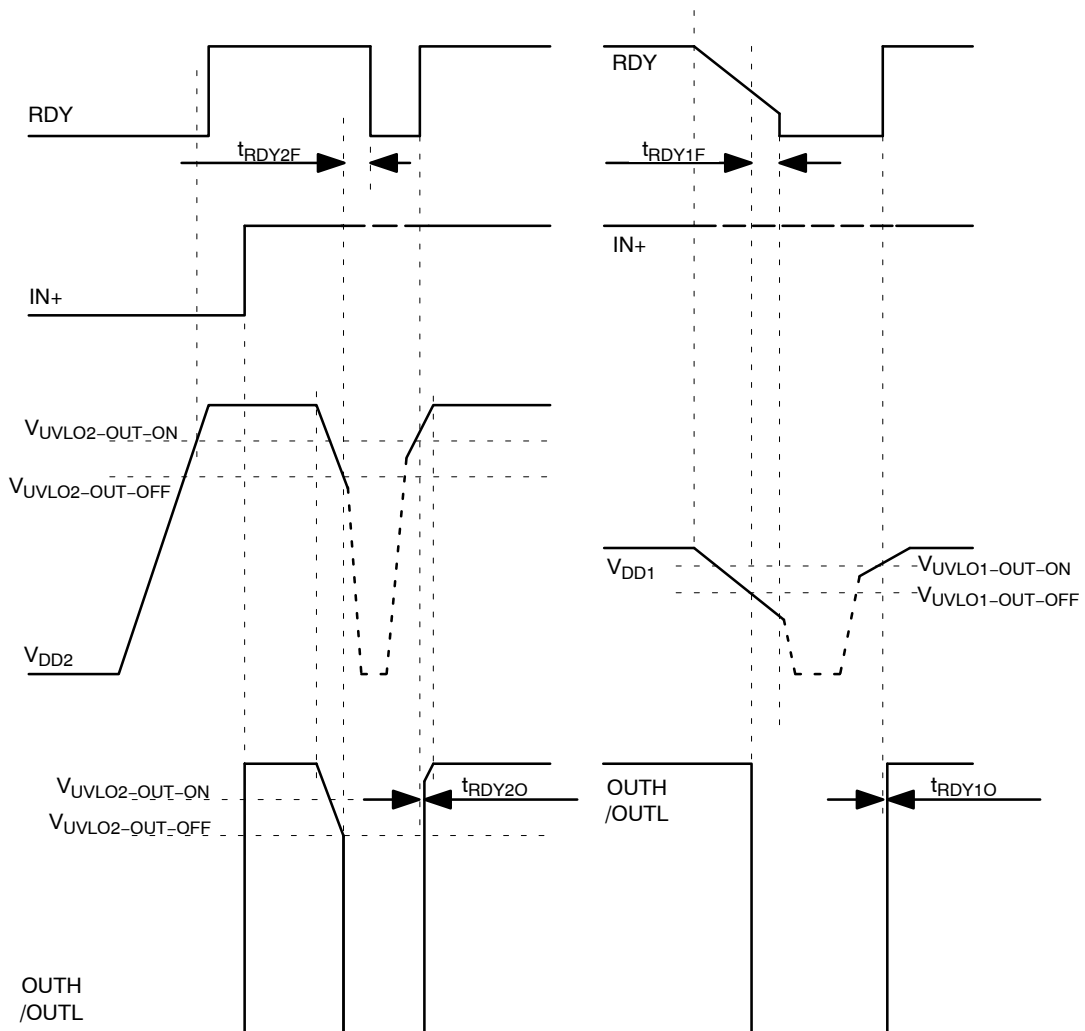 RDY
tRDY2F
IN+
VUVLO2−OUT−ON
VUVLO2−OUT−OFF
VDD2
VUVLO2−OUT−ON
VUVLO2−OUT−OFF
tRDY2O
OUTH
/OUTL
RDY
tRDY1F
IN+
VDD1
VUVLO1−OUT−ON
VUVLO1−OUT−OFF
OUTH
/OUTL
tRDY1O